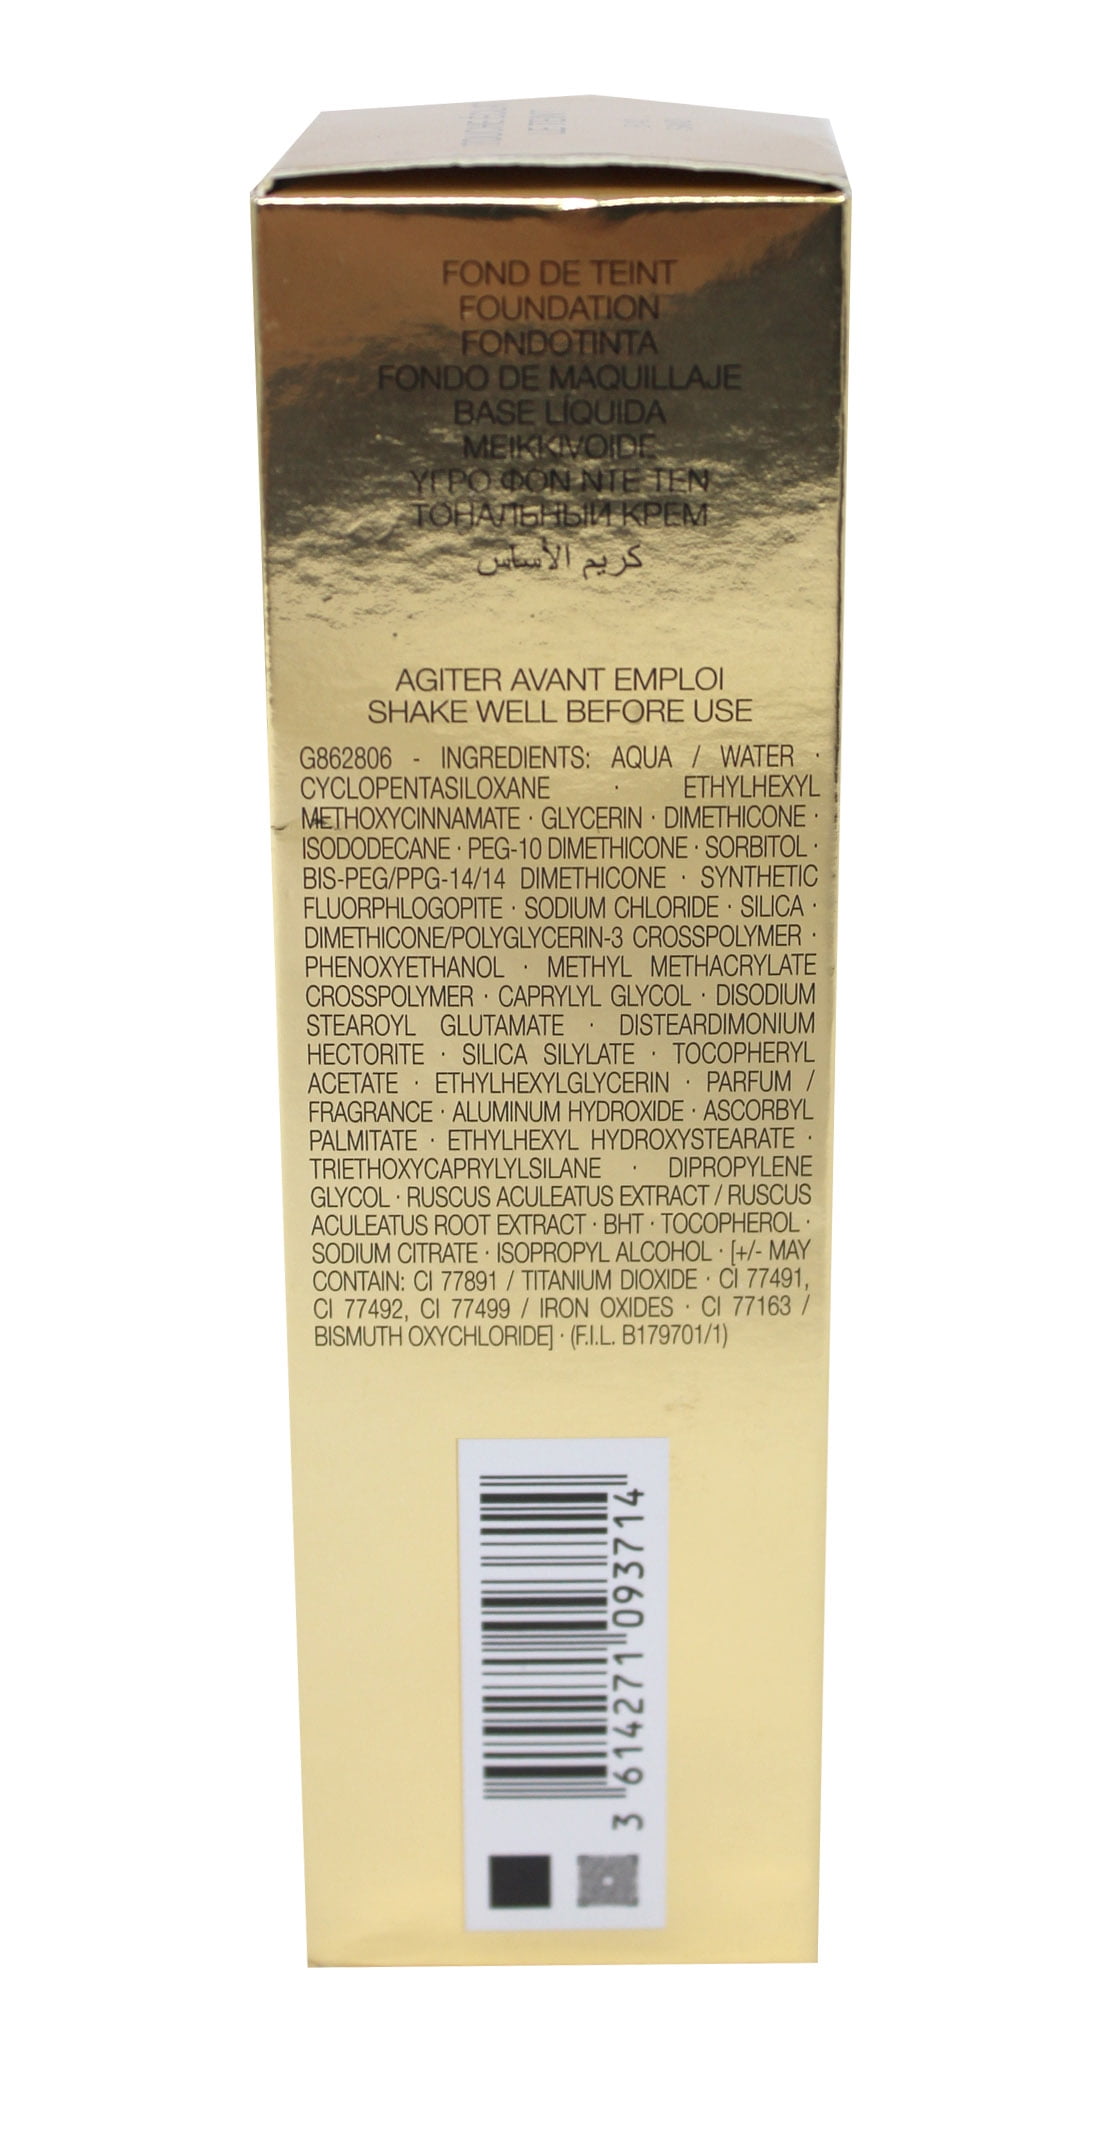 TOUCHE ÉCLAT
LE TEINT
FOND DE TEINT
FOUNDATION
FONDOTINTA
FONDO DE MAQUILLAJE
BASE LÍQUIDA
MEIKKIVOIDE
ΥΓΡΟ ΦΟΝ ΝΤΕ ΤΕΝ
ТОНАЛЬНЫЙ КРЕМ
كريم الأساس
AGITER AVANT EMPLOI
SHAKE WELL BEFORE USE
G862806 - INGREDIENTS: AQUA / WATER ·
CYCLOPENTASILOXANE · ETHYLHEXYL
METHOXYCINNAMATE · GLYCERIN · DIMETHICONE ·
ISODODECANE · PEG-10 DIMETHICONE · SORBITOL ·
BIS-PEG/PPG-14/14 DIMETHICONE · SYNTHETIC
FLUORPHLOGOPITE · SODIUM CHLORIDE · SILICA ·
DIMETHICONE/POLYGLYCERIN-3 CROSSPOLYMER ·
PHENOXYETHANOL · METHYL METHACRYLATE
CROSSPOLYMER · CAPRYLYL GLYCOL · DISODIUM
STEAROYL GLUTAMATE · DISTEARDIMONIUM
HECTORITE · SILICA SILYLATE · TOCOPHERYL
ACETATE · ETHYLHEXYLGLYCERIN · PARFUM /
FRAGRANCE · ALUMINUM HYDROXIDE · ASCORBYL
PALMITATE · ETHYLHEXYL HYDROXYSTEARATE ·
TRIETHOXYCAPRYLYLSILANE · DIPROPYLENE
GLYCOL · RUSCUS ACULEATUS EXTRACT / RUSCUS
ACULEATUS ROOT EXTRACT · BHT · TOCOPHEROL ·
SODIUM CITRATE · ISOPROPYL ALCOHOL · [+/- MAY
CONTAIN: CI 77891 / TITANIUM DIOXIDE · CI 77491,
CI 77492, CI 77499 / IRON OXIDES · CI 77163 /
BISMUTH OXYCHLORIDE] · (F.I.L. B179701/1)
3 614271 093714